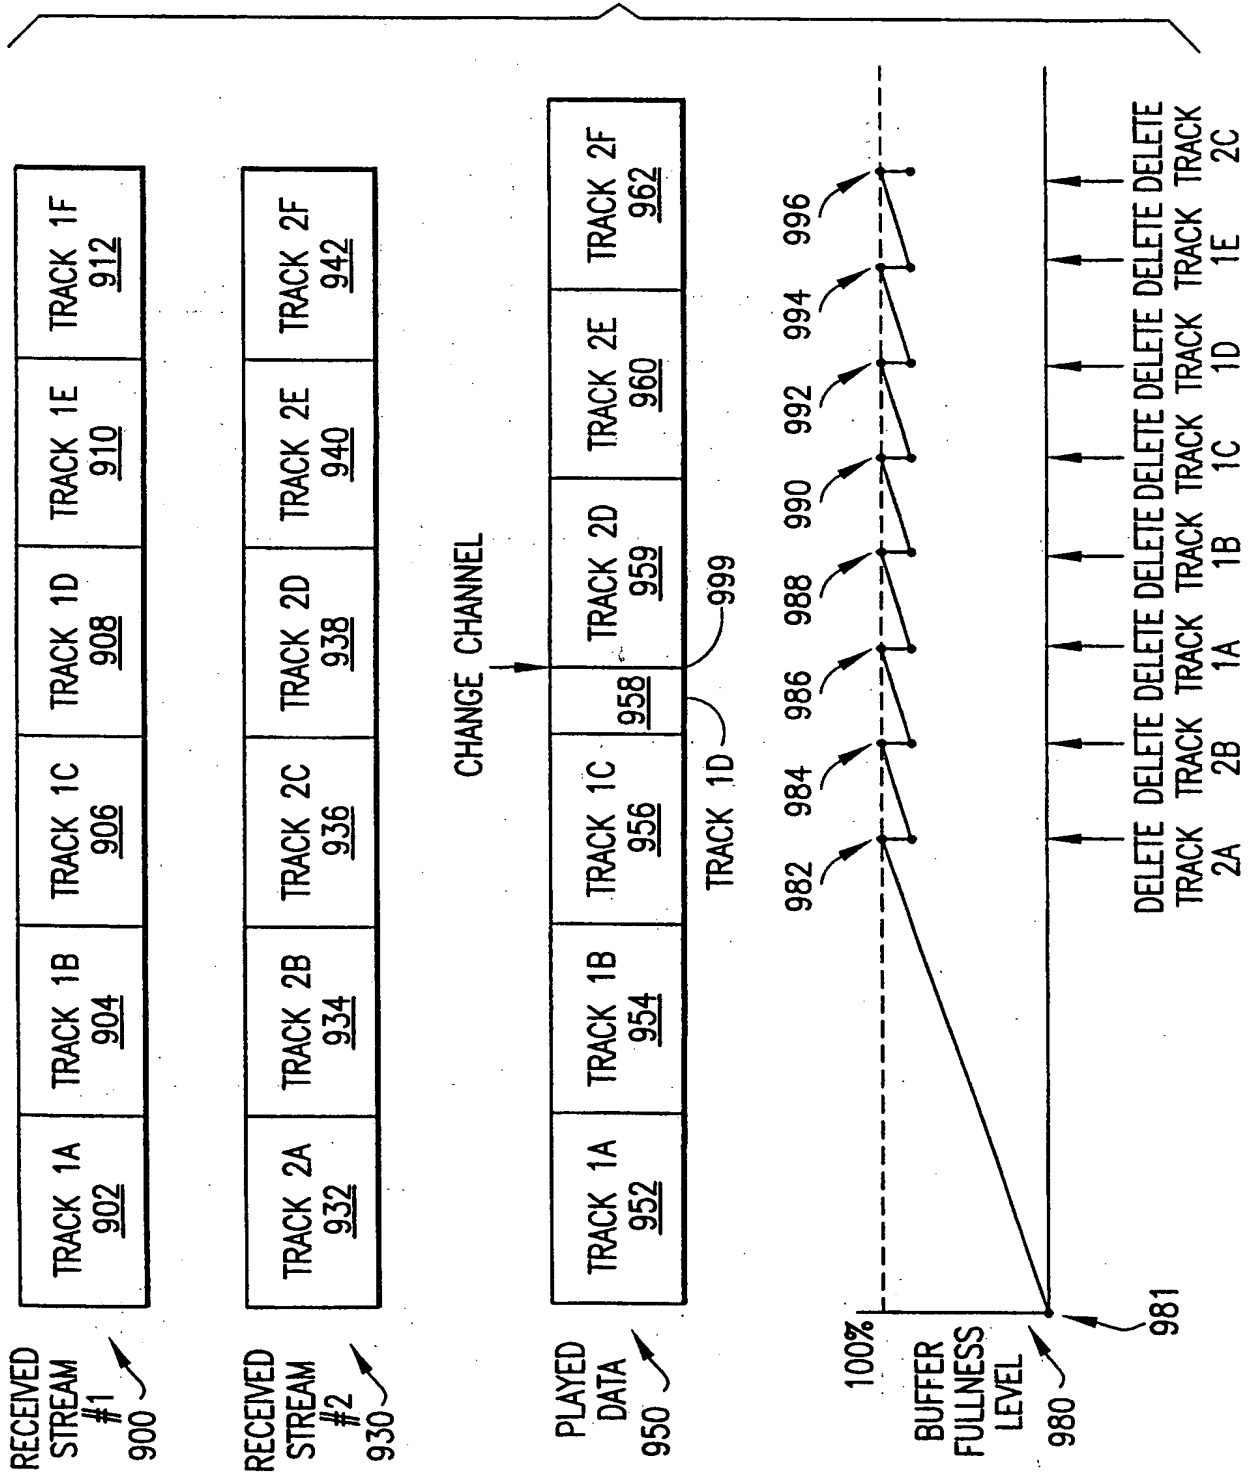 RECEIVED
STREAM
#1
900
TRACK 1A
902
TRACK 1B
904
TRACK 1C
906
TRACK 1D
908
TRACK 1E
910
TRACK 1F
912
RECEIVED
STREAM
#2
930
TRACK 2A
932
TRACK 2B
934
TRACK 2C
936
TRACK 2D
938
TRACK 2E
940
TRACK 2F
942
CHANGE CHANNEL
PLAYED
DATA
950
TRACK 1A
952
TRACK 1B
954
TRACK 1C
956
958
TRACK 2D
959
TRACK 2E
960
TRACK 2F
962
TRACK 1D
999
982
984
986
988
990
992
994
996
100%
BUFFER
FULLNESS
LEVEL
980
981
DELETE
TRACK
2A
DELETE
TRACK
2B
DELETE
TRACK
1A
DELETE
TRACK
1B
DELETE
TRACK
1C
DELETE
TRACK
1D
DELETE
TRACK
1E
DELETE
TRACK
2C